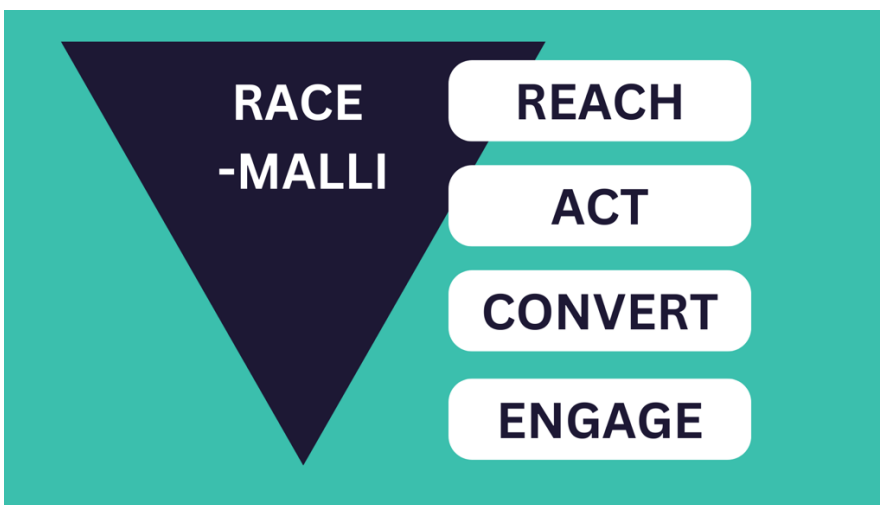 RACE
-MALLI
REACH
ACT
CONVERT
ENGAGE